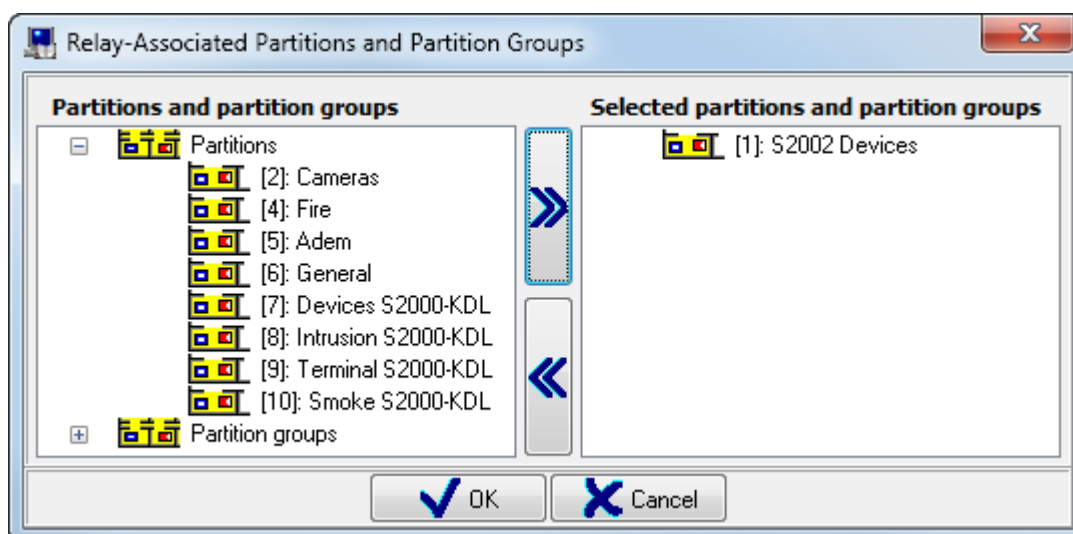 Relay-Associated Partitions and Partition Groups
Partitions and partition groups
Partitions
[2]: Cameras
[4]: Fire
[5]: Adem
[6]: General
[7]: Devices S2000-KDL
[8]: Intrusion S2000-KDL
[9]: Terminal S2000-KDL
[10]: Smoke S2000-KDL
Partition groups
Selected partitions and partition groups
[1]: S2002 Devices
OK
Cancel